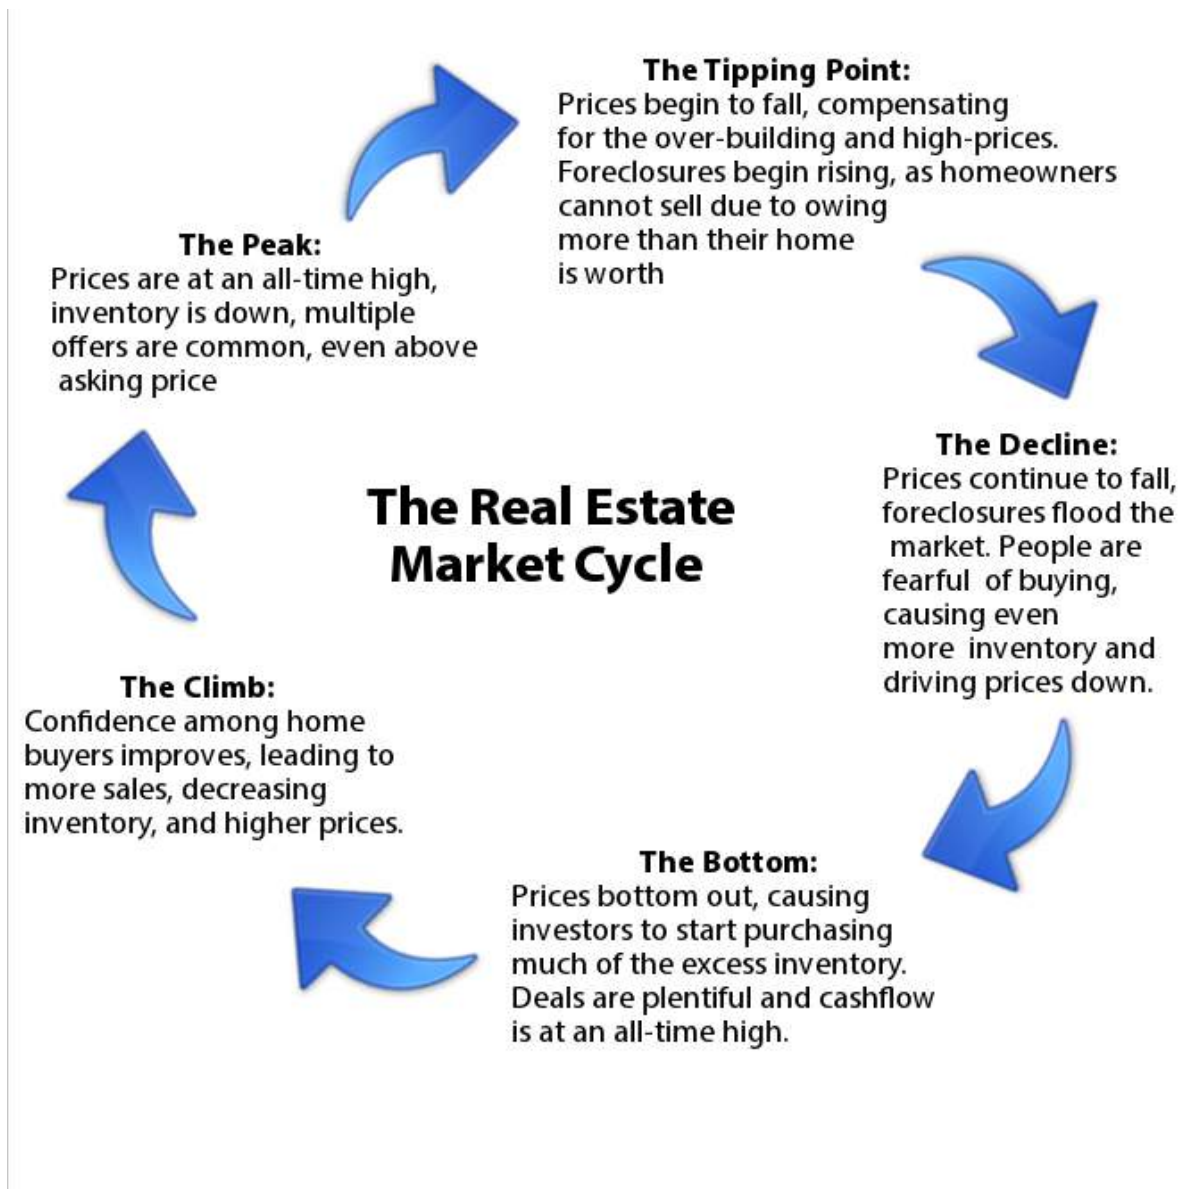 The Tipping Point:
Prices begin to fall, compensating
for the over-building and high-prices.
Foreclosures begin rising, as homeowners
cannot sell due to owing
more than their home
is worth
The Peak:
Prices are at an all-time high,
inventory is down, multiple
offers are common, even above
asking price
The Decline:
Prices continue to fall,
foreclosures flood the
market. People are
fearful of buying,
causing even
more inventory and
driving prices down.
The Real Estate
Market Cycle
The Climb:
Confidence among home
buyers improves, leading to
more sales, decreasing
inventory, and higher prices.
The Bottom:
Prices bottom out, causing
investors to start purchasing
much of the excess inventory.
Deals are plentiful and cashflow
is at an all-time high.